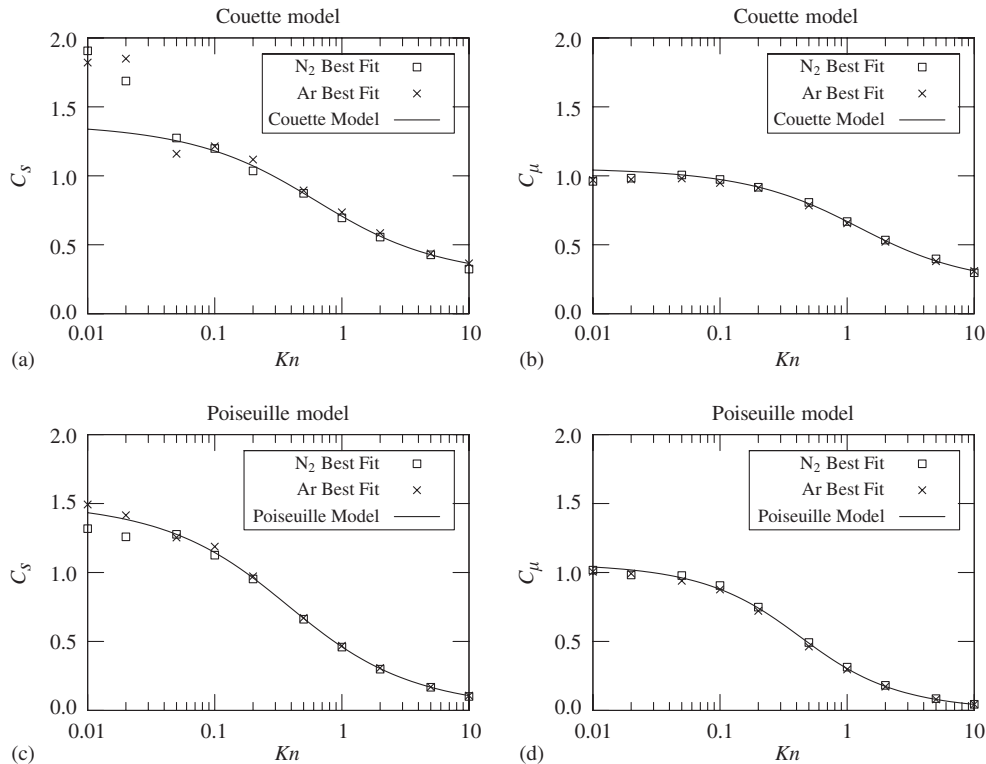 Couette model
2.0
1.5
1.0
0.5
0.0
C_s
N₂ Best Fit
Ar Best Fit
Couette Model
0.01
0.1
1
10
Kn
(a)
Couette model
2.0
1.5
1.0
0.5
0.0
C_μ
N₂ Best Fit
Ar Best Fit
Couette Model
0.01
0.1
1
10
Kn
(b)
Poiseuille model
2.0
1.5
1.0
0.5
0.0
C_s
N₂ Best Fit
Ar Best Fit
Poiseuille Model
0.01
0.1
1
10
Kn
(c)
Poiseuille model
2.0
1.5
1.0
0.5
0.0
C_μ
N₂ Best Fit
Ar Best Fit
Poiseuille Model
0.01
0.1
1
10
Kn
(d)